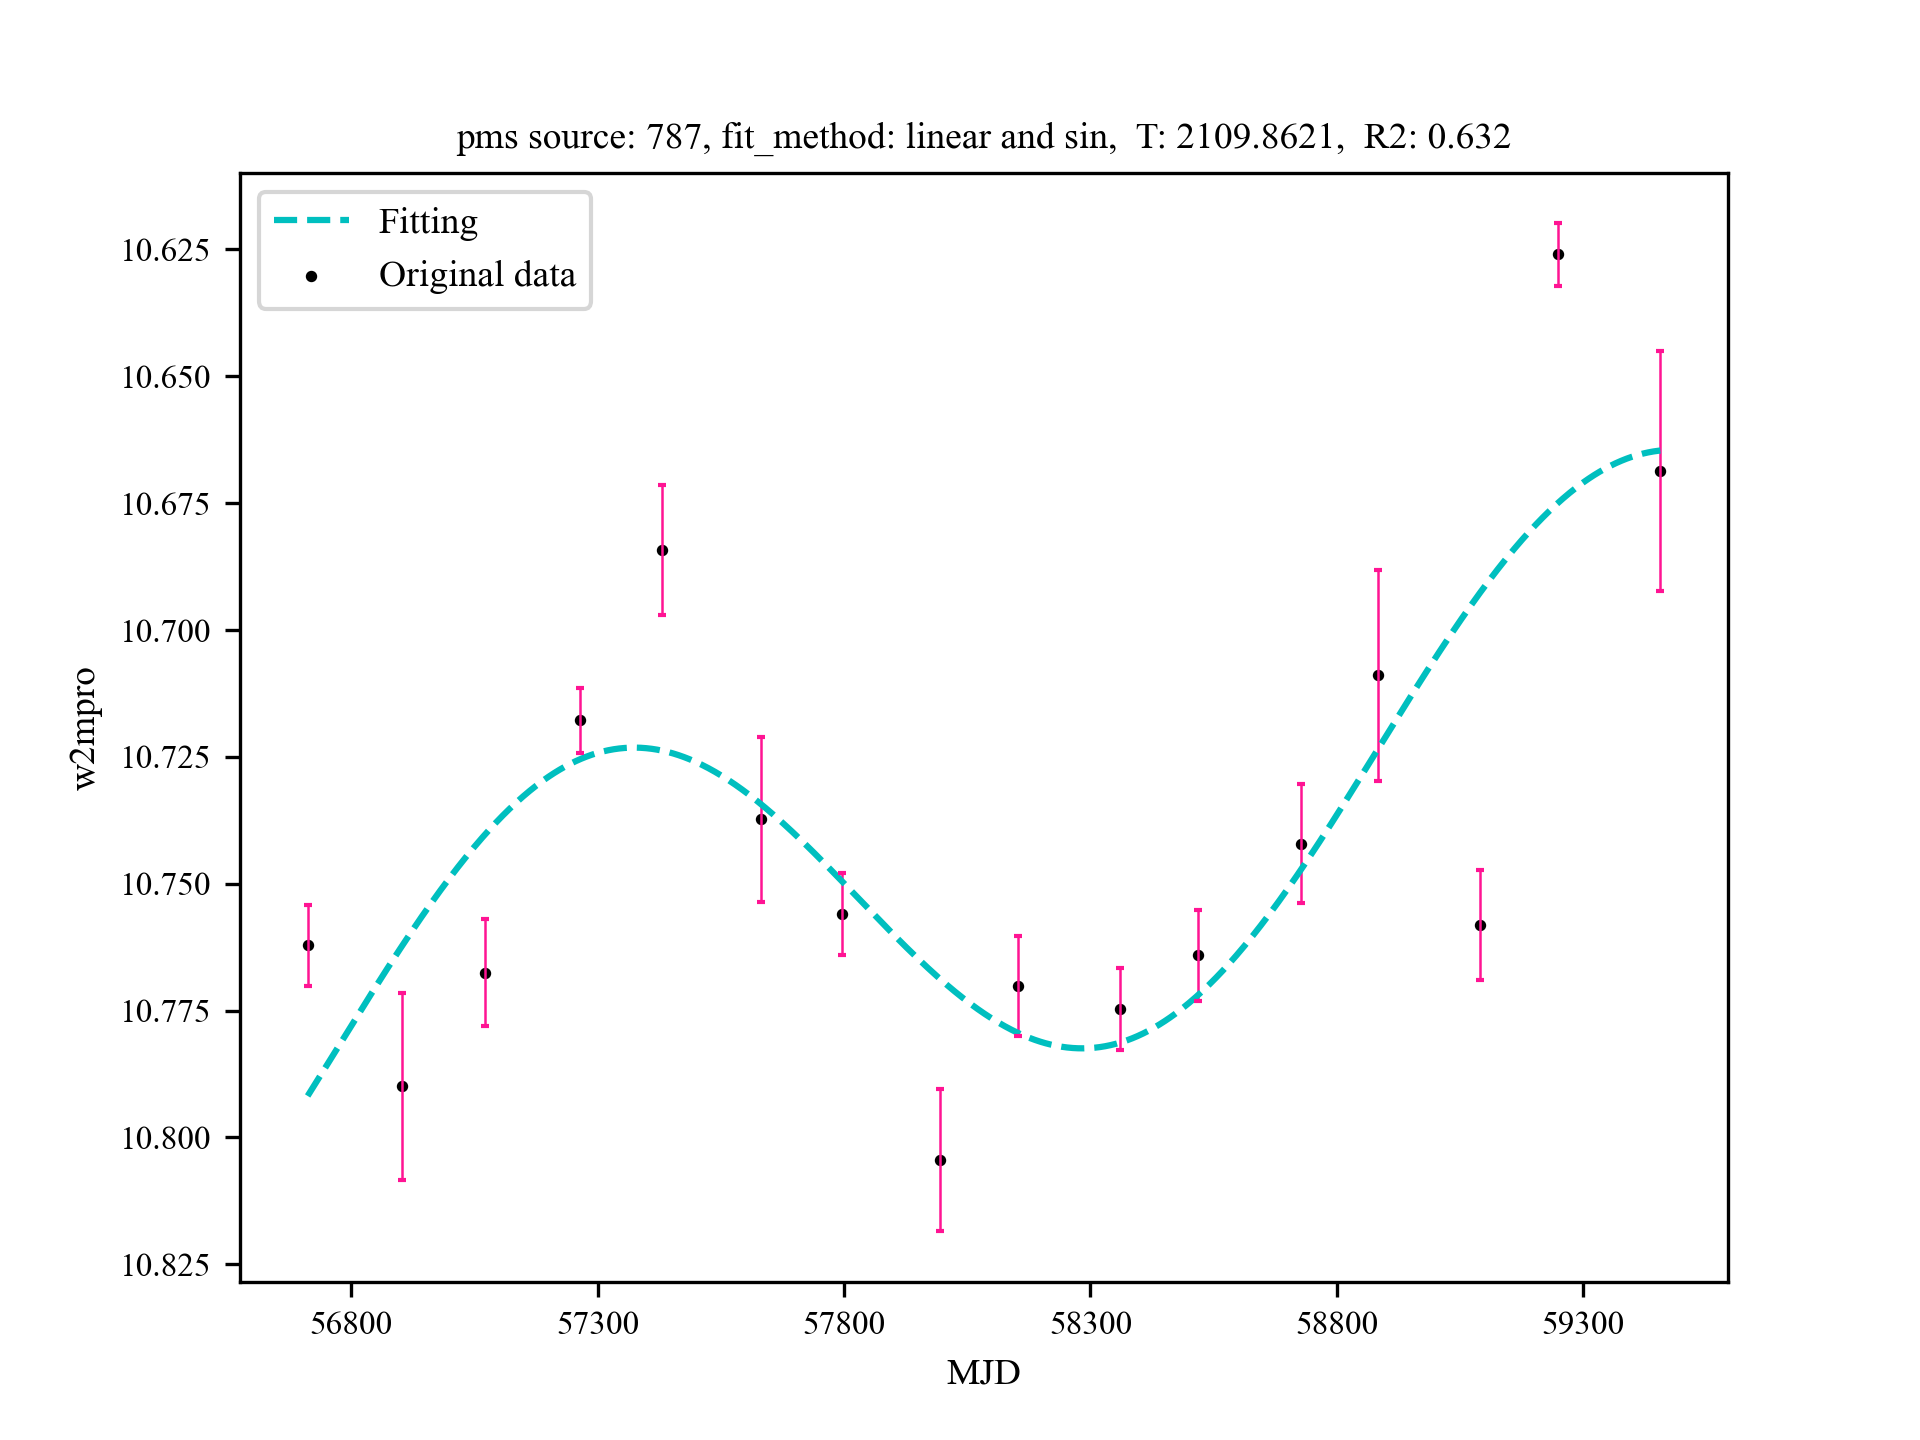 pms source: 787, fit_method: linear and sin,  T: 2109.8621,  R2: 0.632
Fitting
Original data
10.625
10.650
10.675
10.700
10.725
10.750
10.775
10.800
10.825
w2mpro
56800 57300 57800 58300 58800 59300
MJD